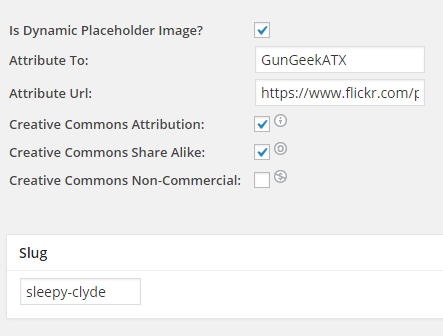 Is Dynamic Placeholder Image?
Attribute To: GunGeekATX
Attribute Url: https://www.flickr.com/p
Creative Commons Attribution:
Creative Commons Share Alike:
Creative Commons Non-Commercial:
Slug
sleepy-clyde